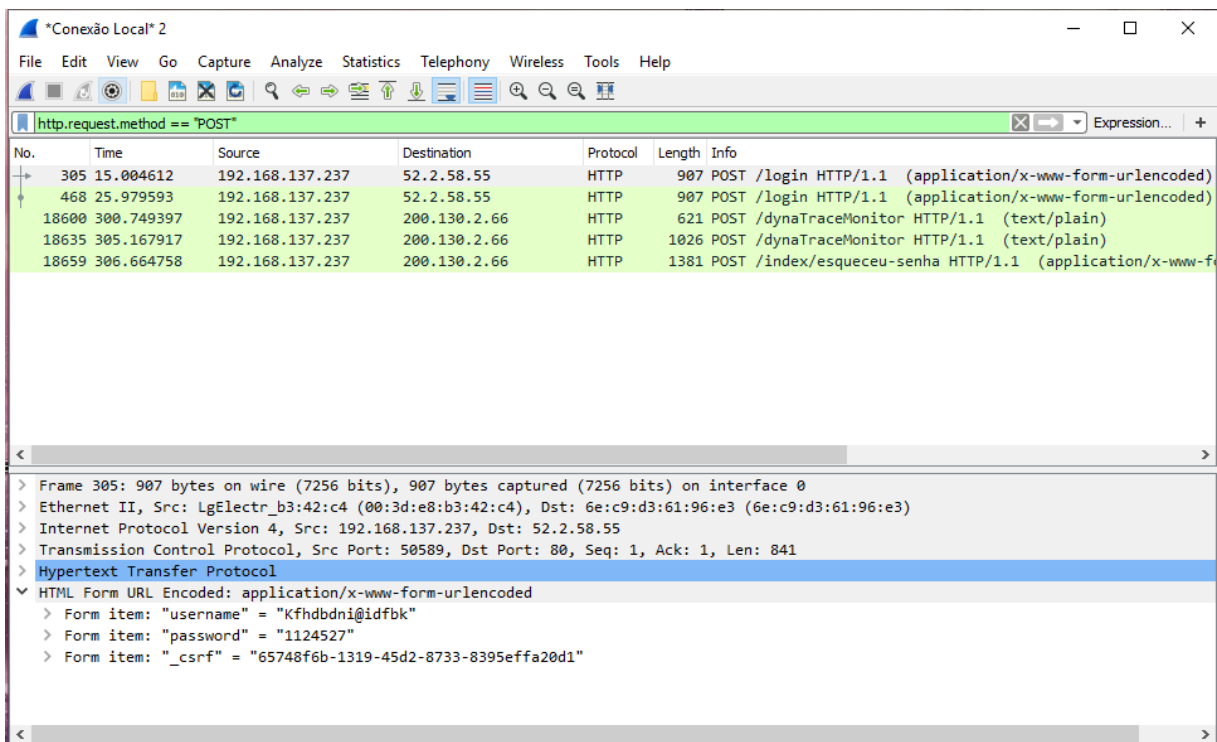 *Conexão Local* 2
File Edit View Go Capture Analyze Statistics Telephony Wireless Tools Help
http.request.method == "POST" Expression... +
No. Time Source Destination Protocol Length Info
305 15.004612 192.168.137.237 52.2.58.55 HTTP 907 POST /login HTTP/1.1 (application/x-www-form-urlencoded)
468 25.979593 192.168.137.237 52.2.58.55 HTTP 907 POST /login HTTP/1.1 (application/x-www-form-urlencoded)
18600 300.749397 192.168.137.237 200.130.2.66 HTTP 621 POST /dynaTraceMonitor HTTP/1.1 (text/plain)
18635 305.167917 192.168.137.237 200.130.2.66 HTTP 1026 POST /dynaTraceMonitor HTTP/1.1 (text/plain)
18659 306.664758 192.168.137.237 200.130.2.66 HTTP 1381 POST /index/esqueceu-senha HTTP/1.1 (application/x-www-fo
Frame 305: 907 bytes on wire (7256 bits), 907 bytes captured (7256 bits) on interface 0
Ethernet II, Src: LgElectr_b3:42:c4 (00:3d:e8:b3:42:c4), Dst: 6e:c9:d3:61:96:e3 (6e:c9:d3:61:96:e3)
Internet Protocol Version 4, Src: 192.168.137.237, Dst: 52.2.58.55
Transmission Control Protocol, Src Port: 50589, Dst Port: 80, Seq: 1, Ack: 1, Len: 841
Hypertext Transfer Protocol
HTML Form URL Encoded: application/x-www-form-urlencoded
Form item: "username" = "Kfhdbdni@idfbk"
Form item: "password" = "1124527"
Form item: "_csrf" = "65748f6b-1319-45d2-8733-8395effa20d1"